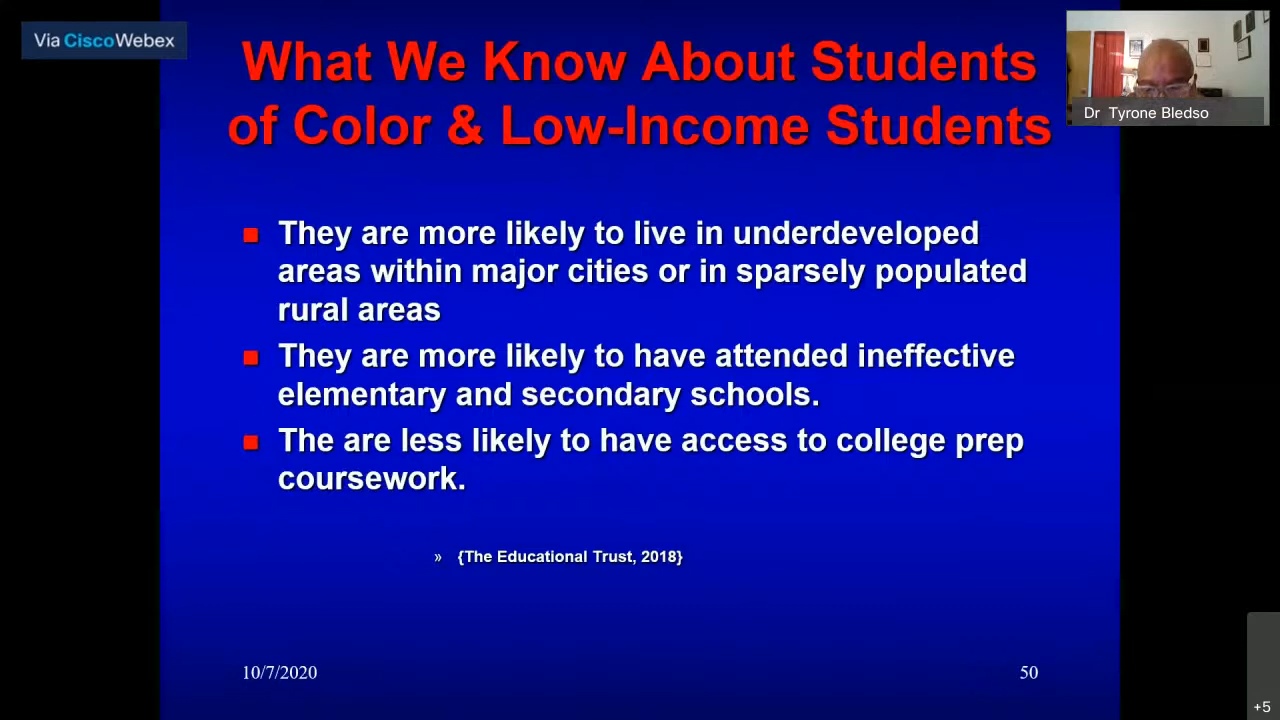 Via CiscoWebex
What We Know About Students
of Color & Low-Income Students
Dr Tyrone Bledso
■ They are more likely to live in underdeveloped
areas within major cities or in sparsely populated
rural areas
■ They are more likely to have attended ineffective
elementary and secondary schools.
■ The are less likely to have access to college prep
coursework.
» {The Educational Trust, 2018}
10/7/2020
50
+5